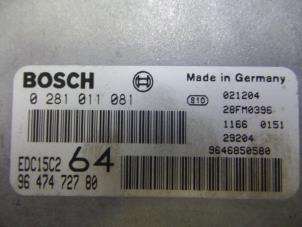 BOSCH
Made in Germany
0 281 011 081
810
021204
28FM0396
1166 0151
29204
9646850580
EDC15C2 64
96 474 727 80